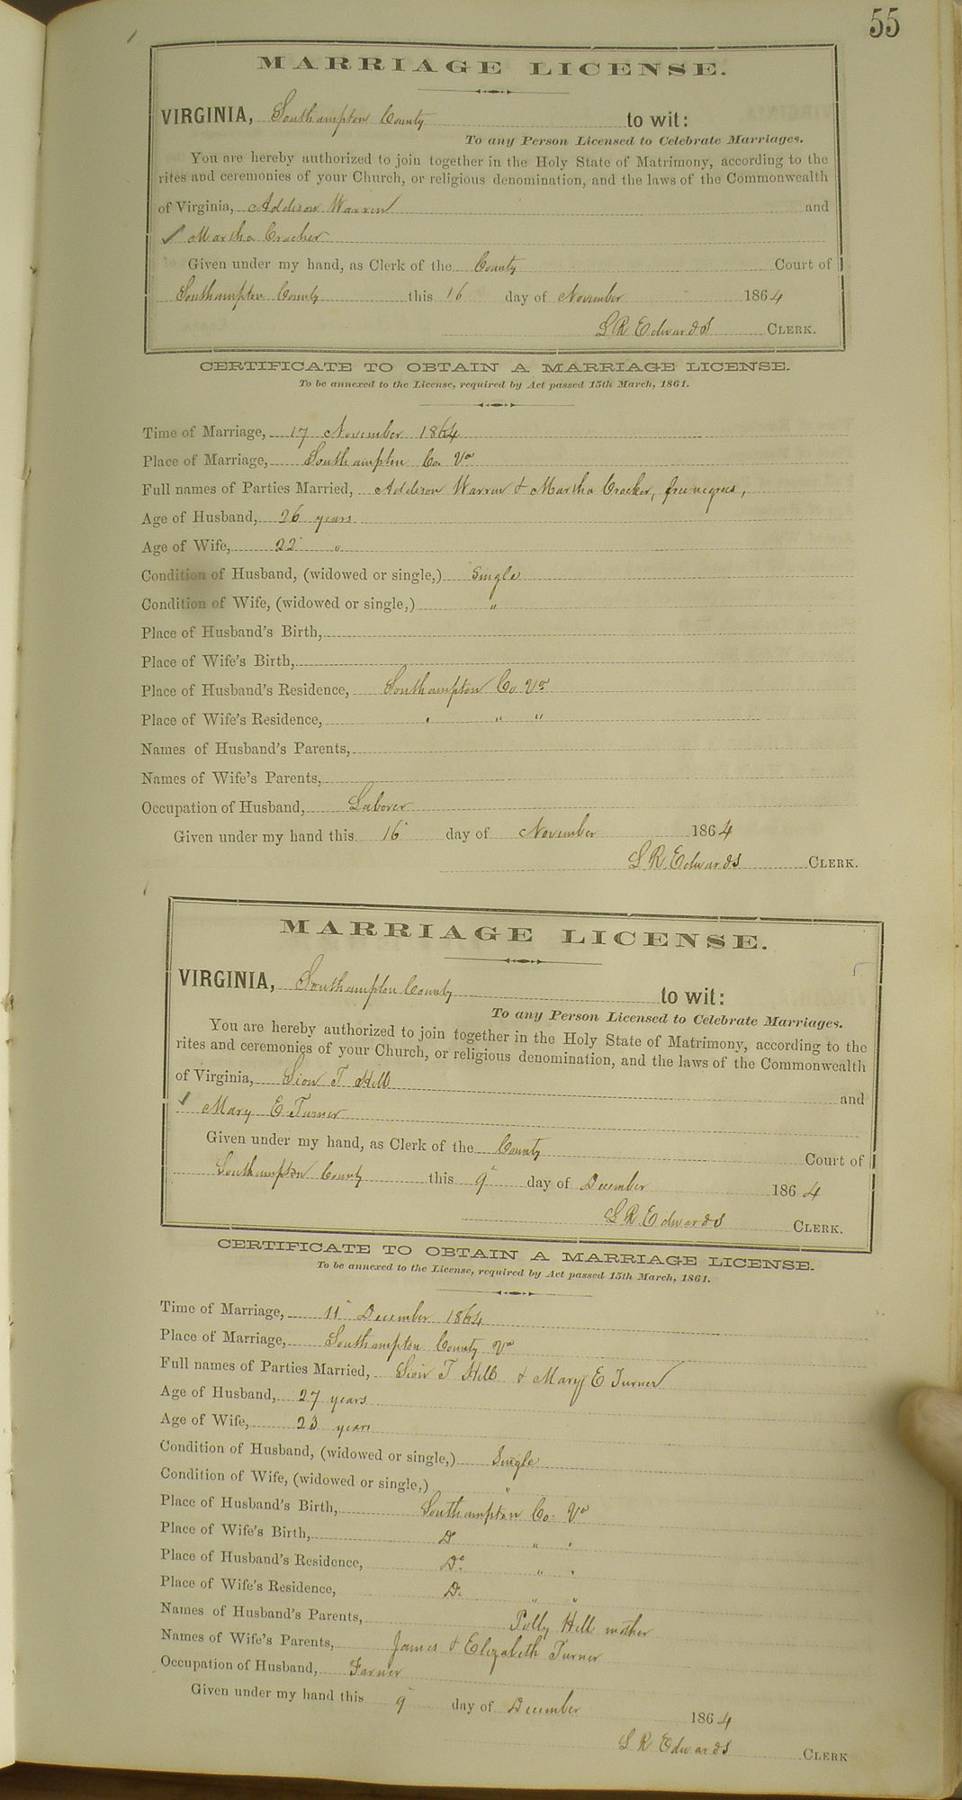 55
MARRIAGE LICENSE.
VIRGINIA, Southampton County to wit:
To any Person Licensed to Celebrate Marriages.
You are hereby authorized to join together in the Holy State of Matrimony, according to the
rites and ceremonies of your Church, or religious denomination, and the laws of the Commonwealth
of Virginia, Addison Warren and
Martha Crocker
Given under my hand, as Clerk of the County Court of
Southampton County this 16 day of November 1864
L R Edwards CLERK.
CERTIFICATE TO OBTAIN A MARRIAGE LICENSE.
To be annexed to the License, required by Act passed 15th March, 1861.
Time of Marriage, 17 November 1864
Place of Marriage, Southampton Co. Va
Full names of Parties Married, Addison Warren & Martha Crocker, free negroes,
Age of Husband, 26 years
Age of Wife, 22 "
Condition of Husband, (widowed or single,) Single
Condition of Wife, (widowed or single,) "
Place of Husband's Birth,
Place of Wife's Birth,
Place of Husband's Residence, Southampton Co Va
Place of Wife's Residence, " " "
Names of Husband's Parents,
Names of Wife's Parents,
Occupation of Husband, Laborer
Given under my hand this 16 day of November 1864
L. R. Edwards CLERK.
MARRIAGE LICENSE.
VIRGINIA, Southampton County to wit:
To any Person Licensed to Celebrate Marriages.
You are hereby authorized to join together in the Holy State of Matrimony, according to the
rites and ceremonies of your Church, or religious denomination, and the laws of the Commonwealth
of Virginia, Sion T Hill and
Mary E Turner
Given under my hand, as Clerk of the County Court of
Southampton County this 9 day of December 1864
L R Edwards CLERK.
CERTIFICATE TO OBTAIN A MARRIAGE LICENSE.
To be annexed to the License, required by Act passed 15th March, 1861.
Time of Marriage, 11 December 1864
Place of Marriage, Southampton County Va
Full names of Parties Married, Sion T Hill & Mary E Turner
Age of Husband, 27 years
Age of Wife, 23 years
Condition of Husband, (widowed or single,) Single
Condition of Wife, (widowed or single,) "
Place of Husband's Birth, Southampton Co. Va
Place of Wife's Birth, Do " "
Place of Husband's Residence, Do. " "
Place of Wife's Residence, Do. " "
Names of Husband's Parents, Polly Hill mother
Names of Wife's Parents, James & Elizabeth Turner
Occupation of Husband, Farmer
Given under my hand this 9 day of December 1864
L R Edwards CLERK